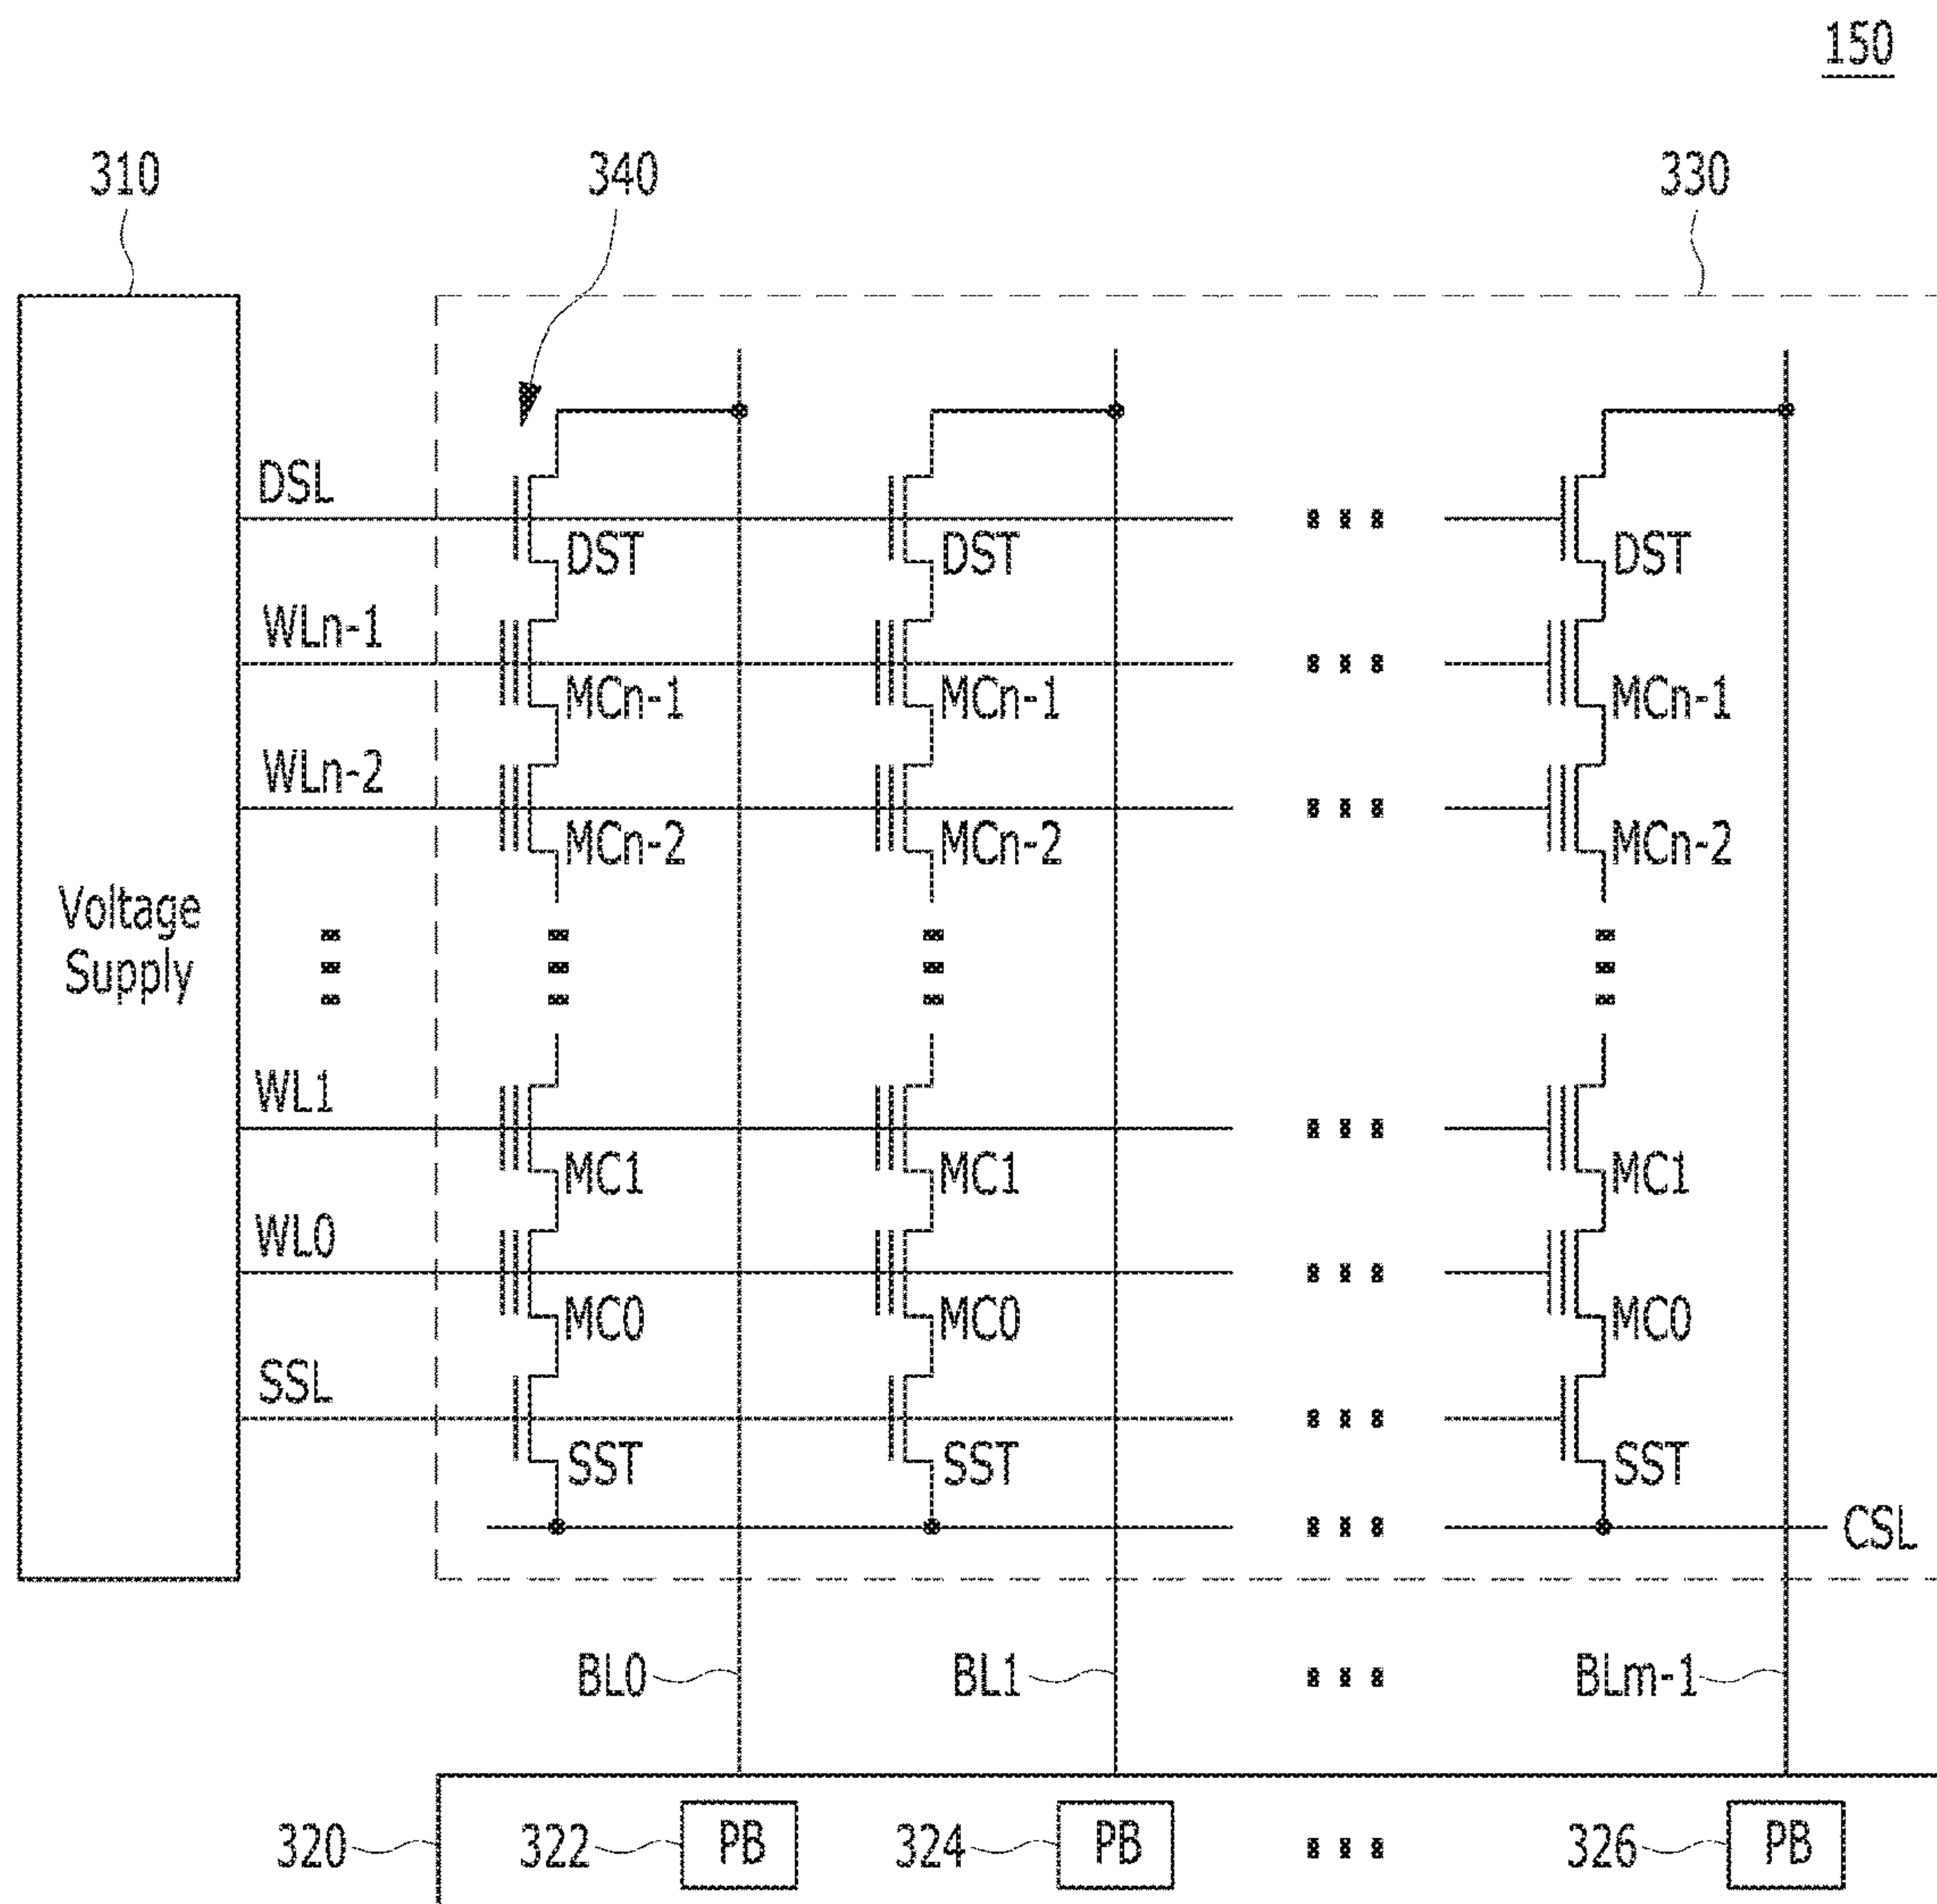 150
310 340 330
DSL
DST DST DST
WLn-1
MCn-1 MCn-1 MCn-1
WLn-2
MCn-2 MCn-2 MCn-2
Voltage
Supply
WL1
MC1 MC1 MC1
WL0
MC0 MC0 MC0
SSL
SST SST SST
CSL
BL0 BL1 BLm-1
320 322 PB 324 PB 326 PB